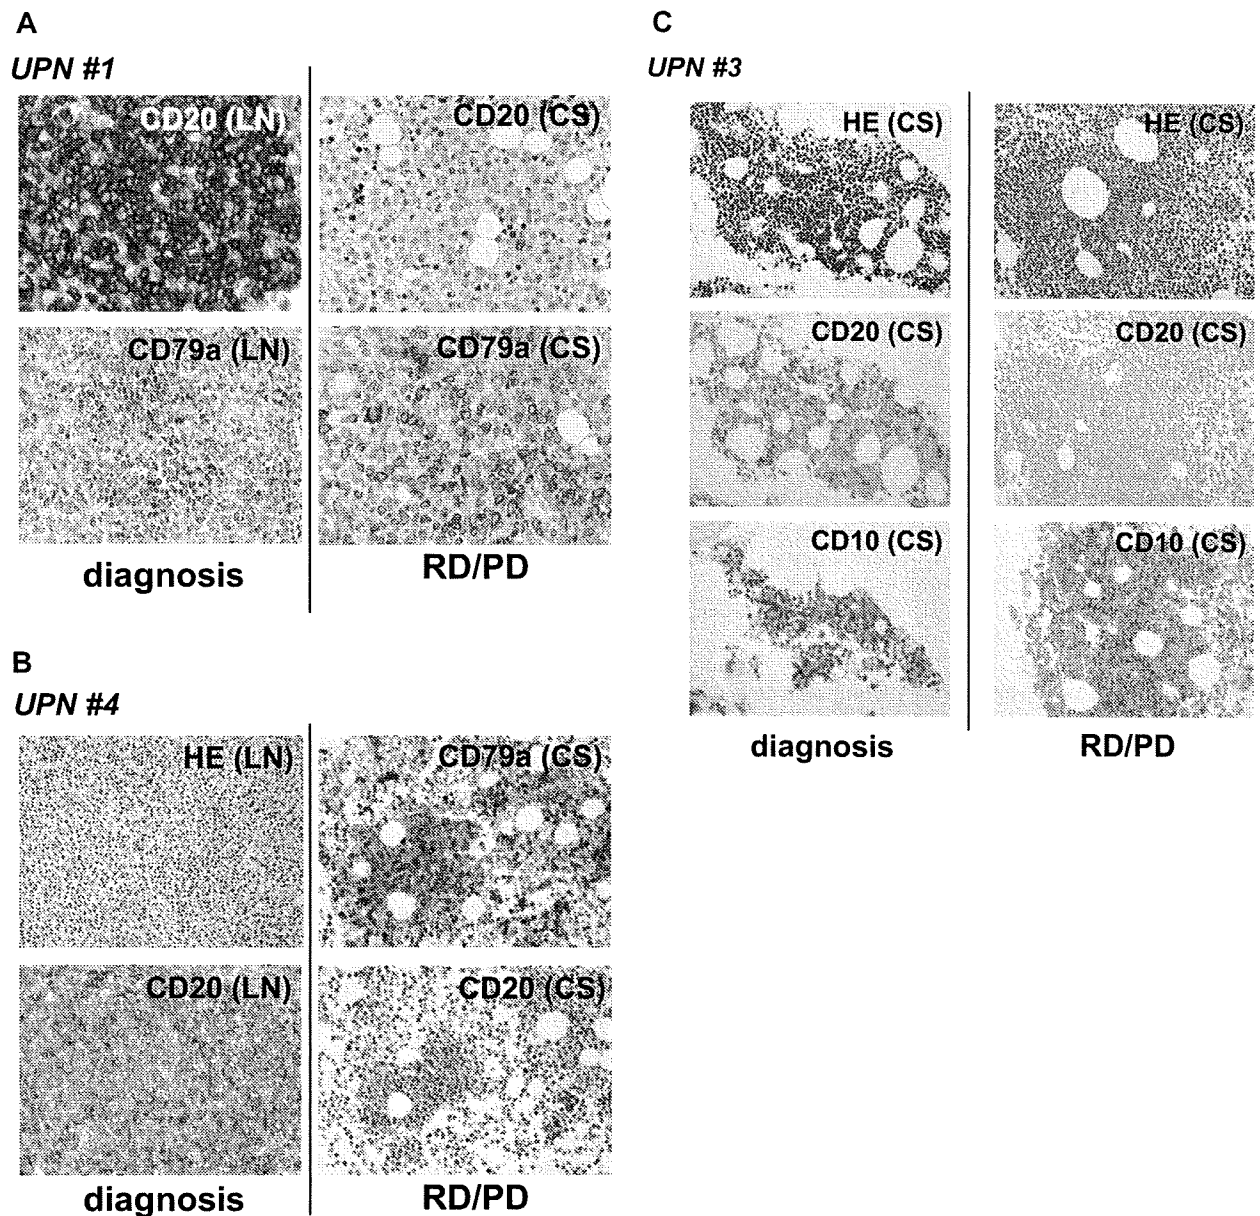 A
UPN #1
CD20 (LN)
CD20 (CS)
CD79a (LN)
CD79a (CS)
diagnosis
RD/PD
B
UPN #4
HE (LN)
CD79a (CS)
CD20 (LN)
CD20 (CS)
diagnosis
RD/PD
C
UPN #3
HE (CS)
HE (CS)
CD20 (CS)
CD20 (CS)
CD10 (CS)
CD10 (CS)
diagnosis
RD/PD